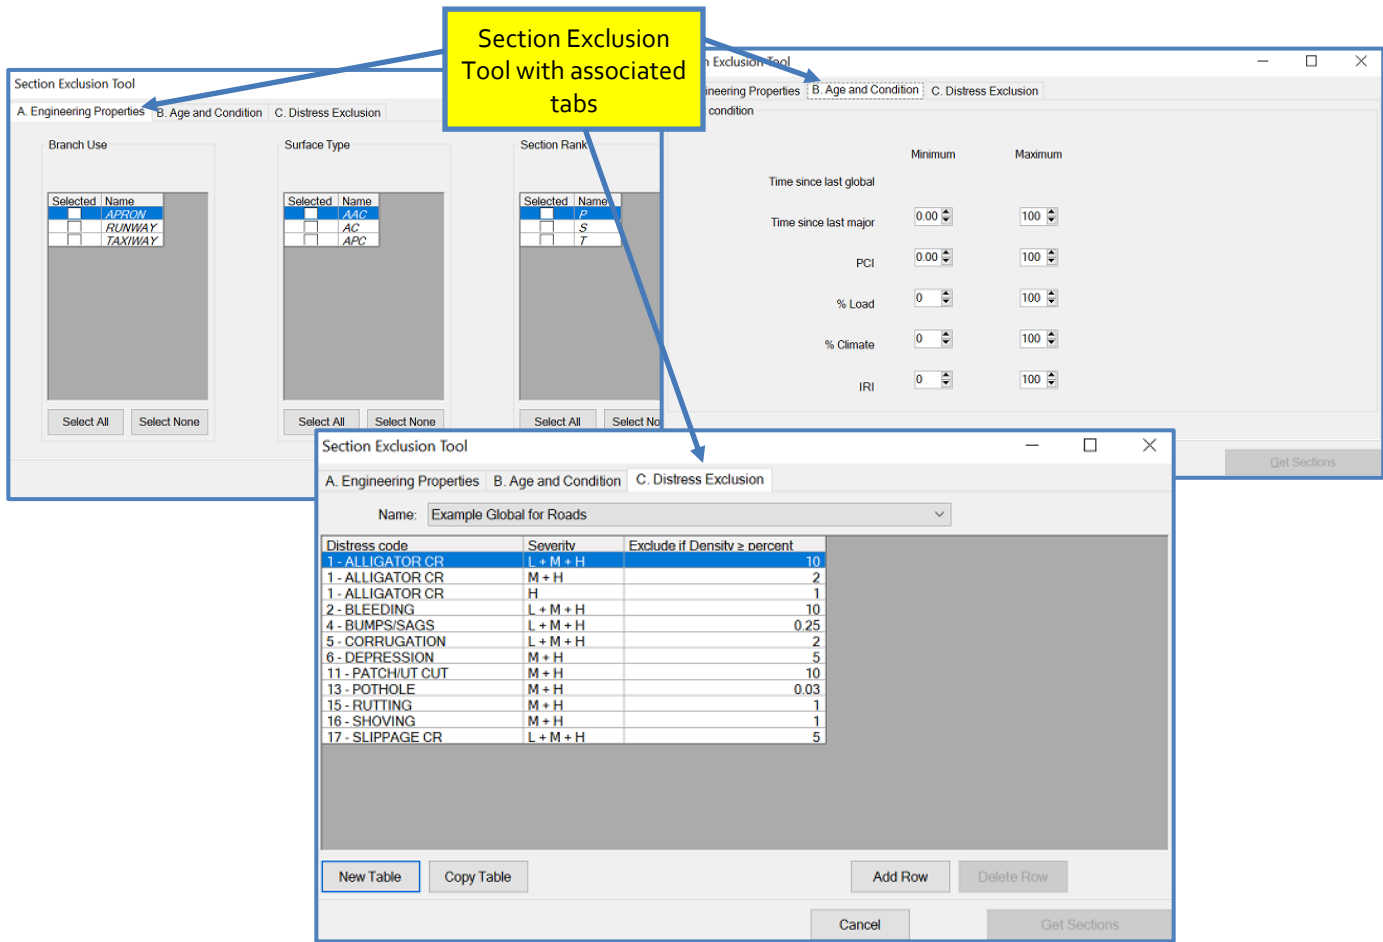 Section Exclusion
Tool with associated
tabs
Section Exclusion Tool
A. Engineering Properties B. Age and Condition C. Distress Exclusion
Branch Use Surface Type Section Rank
Selected Name Selected Name Selected Name
APRON AAC P
RUNWAY AC S
TAXIWAY APC T
Select All Select None Select All Select None Select All Select No
n Exclusion Tool
ineering Properties B. Age and Condition C. Distress Exclusion
condition
Minimum Maximum
Time since last global
Time since last major 0.00 100
PCI 0.00 100
% Load 0 100
% Climate 0 100
IRI 0 100
Get Sections
Section Exclusion Tool
A. Engineering Properties B. Age and Condition C. Distress Exclusion
Name: Example Global for Roads
Distress code Severity Exclude if Density ≥ percent
1 - ALLIGATOR CR L + M + H 10
1 - ALLIGATOR CR M + H 2
1 - ALLIGATOR CR H 1
2 - BLEEDING L + M + H 10
4 - BUMPS/SAGS L + M + H 0.25
5 - CORRUGATION L + M + H 2
6 - DEPRESSION M + H 5
11 - PATCH/UT CUT M + H 10
13 - POTHOLE M + H 0.03
15 - RUTTING M + H 1
16 - SHOVING M + H 1
17 - SLIPPAGE CR L + M + H 5
New Table Copy Table Add Row Delete Row
Cancel Get Sections